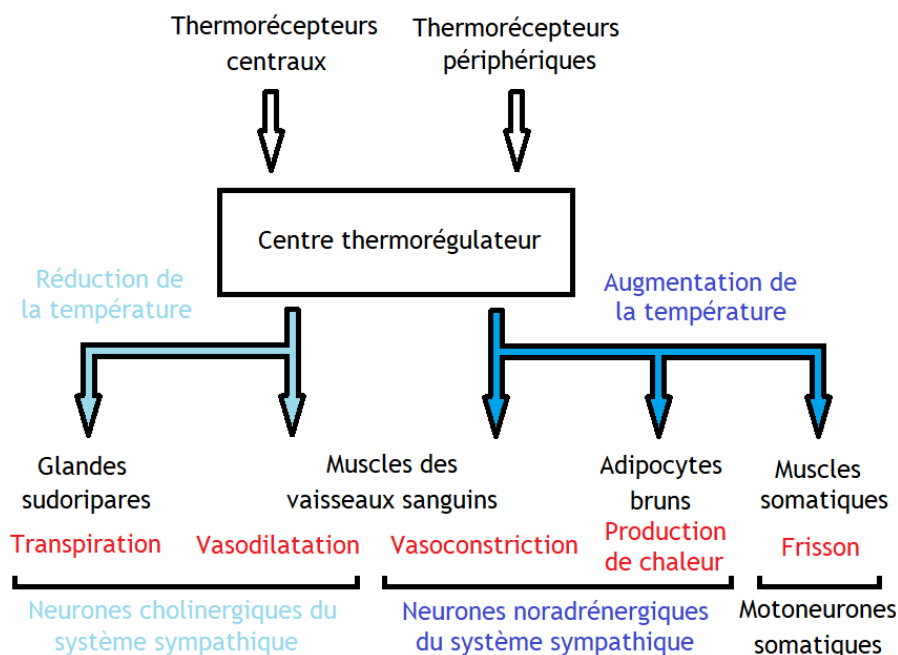 Thermorécepteurs
centraux
Thermorécepteurs
périphériques
Centre thermorégulateur
Réduction de
la température
Augmentation de
la température
Glandes
sudoripares
Muscles des
vaisseaux sanguins
Adipocytes
bruns
Muscles
somatiques
Transpiration
Vasodilatation
Vasoconstriction
Production
de chaleur
Frisson
Neurones cholinergiques du
système sympathique
Neurones noradrénergiques
du système sympathique
Motoneurones
somatiques